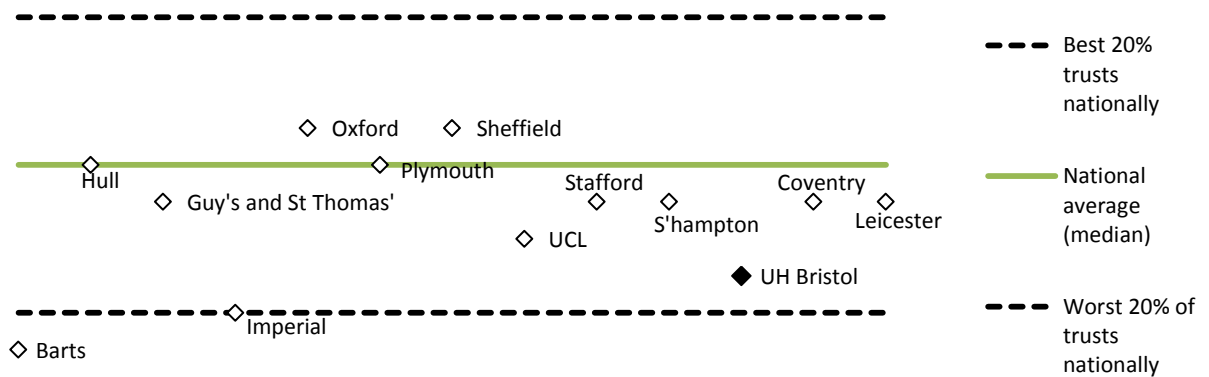 Best 20%
trusts
nationally
Oxford
Sheffield
Hull
Plymouth
National
average
(median)
Guy's and St Thomas'
Stafford
S'hampton
Coventry
Leicester
UCL
UH Bristol
Imperial
Barts
Worst 20% of
trusts
nationally